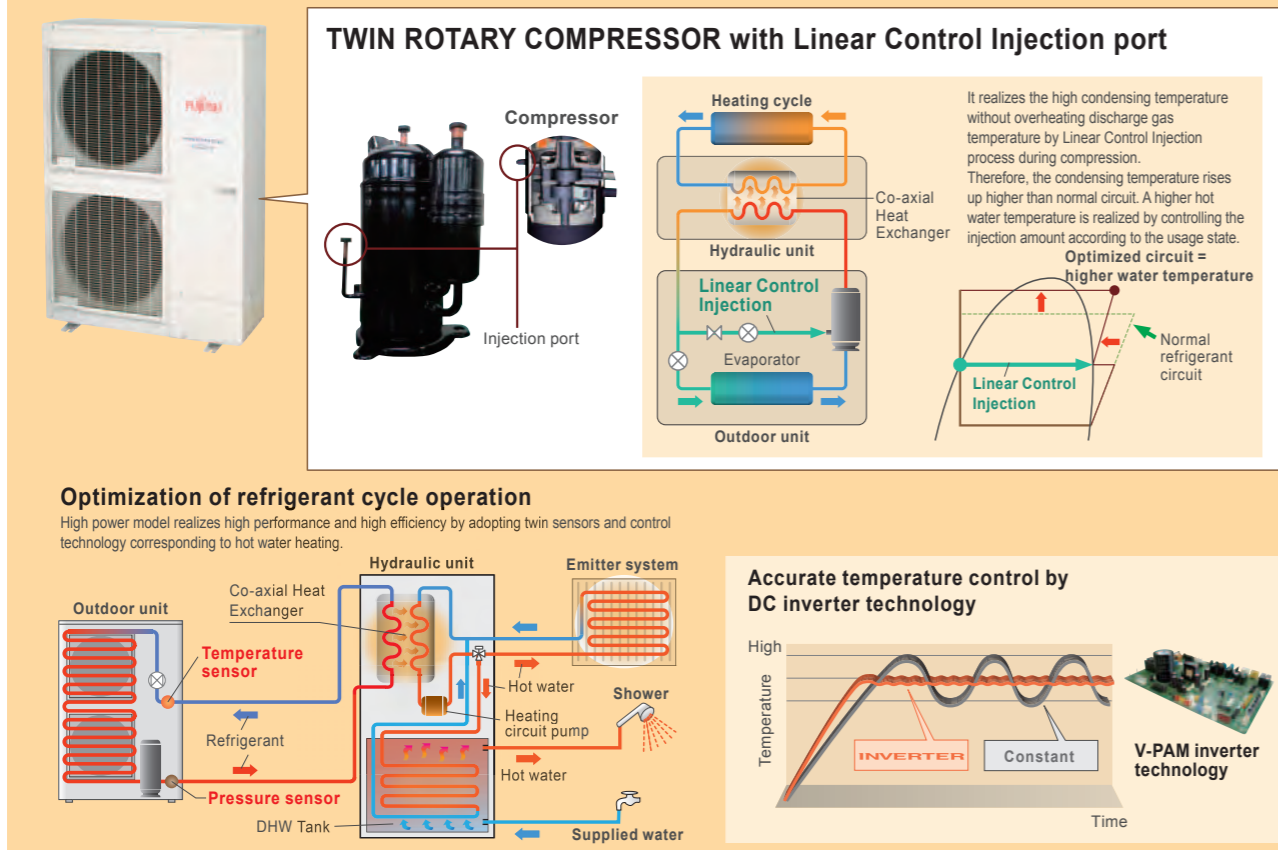 FUJITSU
TWIN ROTARY COMPRESSOR with Linear Control Injection port
Compressor
Injection port
Heating cycle
Co-axial
Heat
Exchanger
Hydraulic unit
Linear Control
Injection
Evaporator
Outdoor unit
It realizes the high condensing temperature
without overheating discharge gas
temperature by Linear Control Injection
process during compression.
Therefore, the condensing temperature rises
up higher than normal circuit. A higher hot
water temperature is realized by controlling the
injection amount according to the usage state.
Optimized circuit =
higher water temperature
Normal
refrigerant
circuit
Linear Control
Injection
Optimization of refrigerant cycle operation
High power model realizes high performance and high efficiency by adopting twin sensors and control
technology corresponding to hot water heating.
Hydraulic unit
Emitter system
Co-axial Heat
Exchanger
Outdoor unit
Temperature
sensor
Hot water
Shower
Refrigerant
Heating
circuit pump
Hot water
Pressure sensor
DHW Tank
Supplied water
Accurate temperature control by
DC inverter technology
High
Temperature
INVERTER
Constant
Time
V-PAM inverter
technology